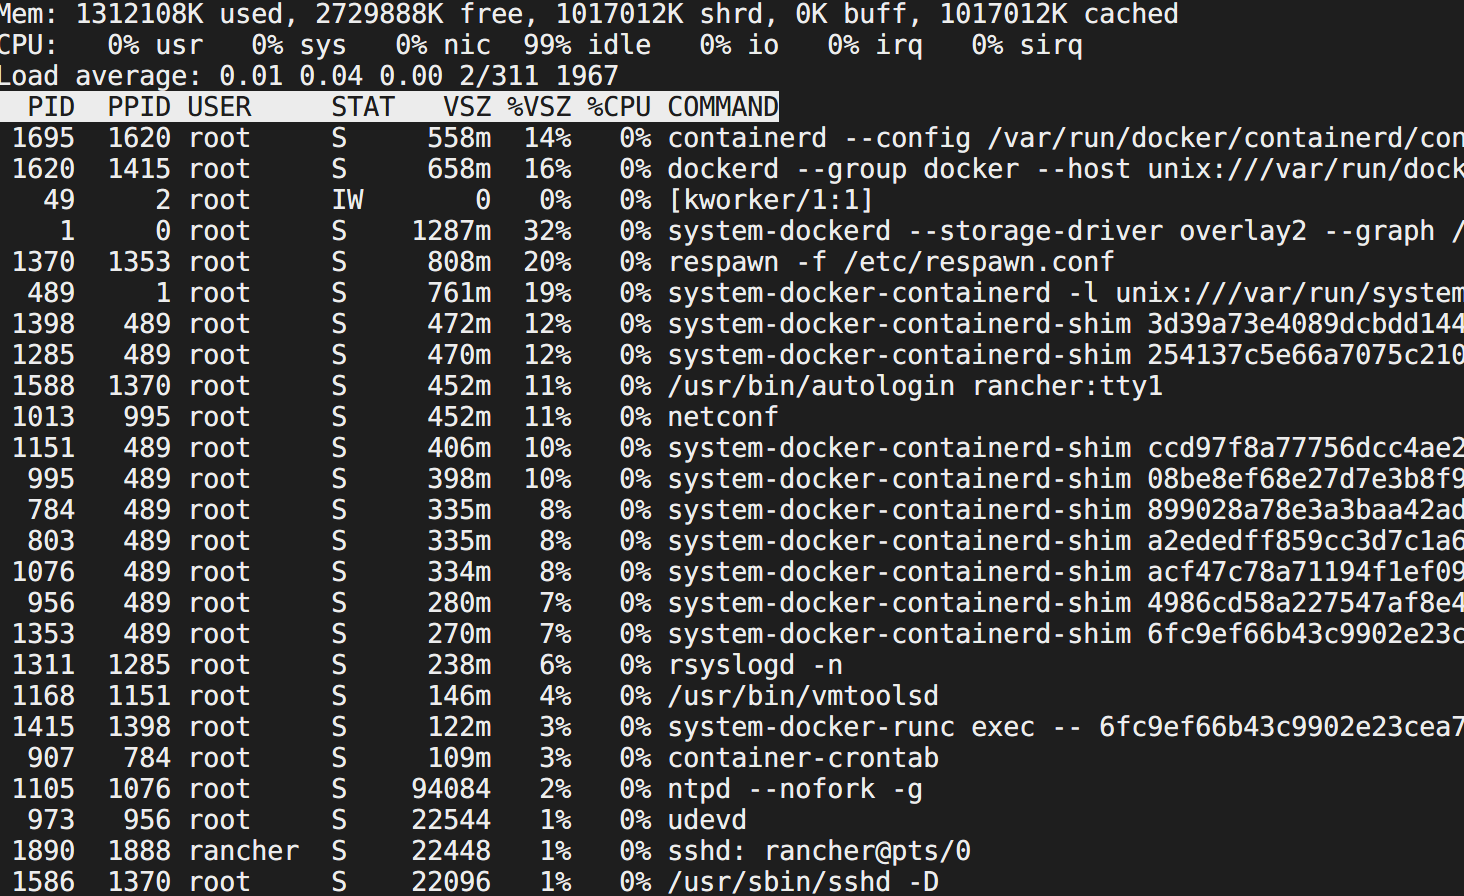 Mem: 1312108K used, 2729888K free, 1017012K shrd, 0K buff, 1017012K cached
CPU:   0% usr   0% sys   0% nic  99% idle   0% io   0% irq   0% sirq
Load average: 0.01 0.04 0.00 2/311 1967
  PID  PPID USER     STAT   VSZ %VSZ %CPU COMMAND
 1695  1620 root     S     558m  14%   0% containerd --config /var/run/docker/containerd/con
 1620  1415 root     S     658m  16%   0% dockerd --group docker --host unix:///var/run/dock
   49     2 root     IW       0   0%   0% [kworker/1:1]
    1     0 root     S    1287m  32%   0% system-dockerd --storage-driver overlay2 --graph /
 1370  1353 root     S     808m  20%   0% respawn -f /etc/respawn.conf
  489     1 root     S     761m  19%   0% system-docker-containerd -l unix:///var/run/system
 1398   489 root     S     472m  12%   0% system-docker-containerd-shim 3d39a73e4089dcbdd144
 1285   489 root     S     470m  12%   0% system-docker-containerd-shim 254137c5e66a7075c210
 1588  1370 root     S     452m  11%   0% /usr/bin/autologin rancher:tty1
 1013   995 root     S     452m  11%   0% netconf
 1151   489 root     S     406m  10%   0% system-docker-containerd-shim ccd97f8a77756dcc4ae2
  995   489 root     S     398m  10%   0% system-docker-containerd-shim 08be8ef68e27d7e3b8f9
  784   489 root     S     335m   8%   0% system-docker-containerd-shim 899028a78e3a3baa42ad
  803   489 root     S     335m   8%   0% system-docker-containerd-shim a2ededff859cc3d7c1a6
 1076   489 root     S     334m   8%   0% system-docker-containerd-shim acf47c78a71194f1ef09
  956   489 root     S     280m   7%   0% system-docker-containerd-shim 4986cd58a227547af8e4
 1353   489 root     S     270m   7%   0% system-docker-containerd-shim 6fc9ef66b43c9902e23c
 1311  1285 root     S     238m   6%   0% rsyslogd -n
 1168  1151 root     S     146m   4%   0% /usr/bin/vmtoolsd
 1415  1398 root     S     122m   3%   0% system-docker-runc exec -- 6fc9ef66b43c9902e23cea7
  907   784 root     S     109m   3%   0% container-crontab
 1105  1076 root     S    94084   2%   0% ntpd --nofork -g
  973   956 root     S    22544   1%   0% udevd
 1890  1888 rancher  S    22448   1%   0% sshd: rancher@pts/0
 1586  1370 root     S    22096   1%   0% /usr/sbin/sshd -D